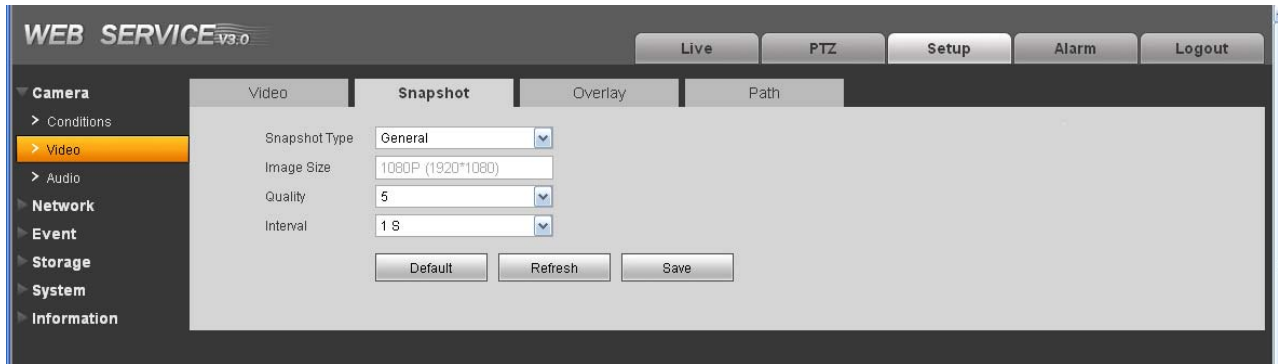 WEB SERVICE V3.0
Live PTZ Setup Alarm Logout
Camera
> Conditions
> Video
> Audio
Network
Event
Storage
System
Information
Video Snapshot Overlay Path
Snapshot Type General
Image Size 1080P (1920*1080)
Quality 5
Interval 1 S
Default Refresh Save